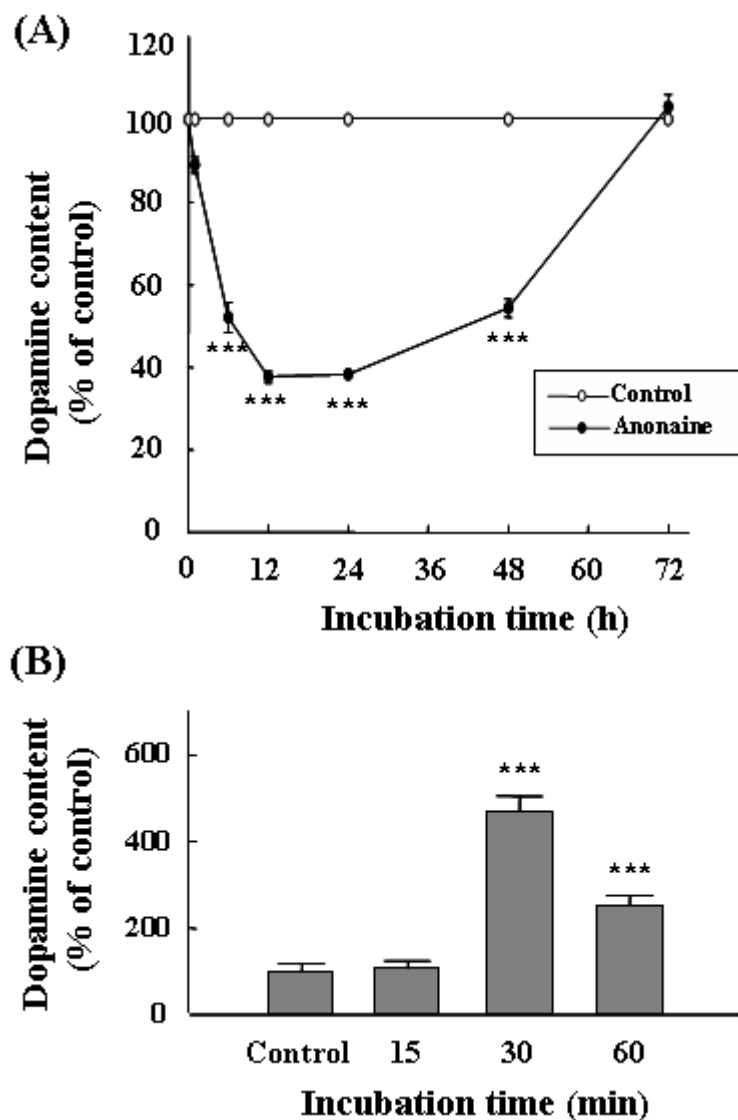 (A)
120
100
80
60
40
20
0
Dopamine content
(% of control)
***
***
***
***
Control
Anonaine
0 12 24 36 48 60 72
Incubation time (h)
(B)
600
400
200
0
Dopamine content
(% of control)
***
***
Control 15 30 60
Incubation time (min)